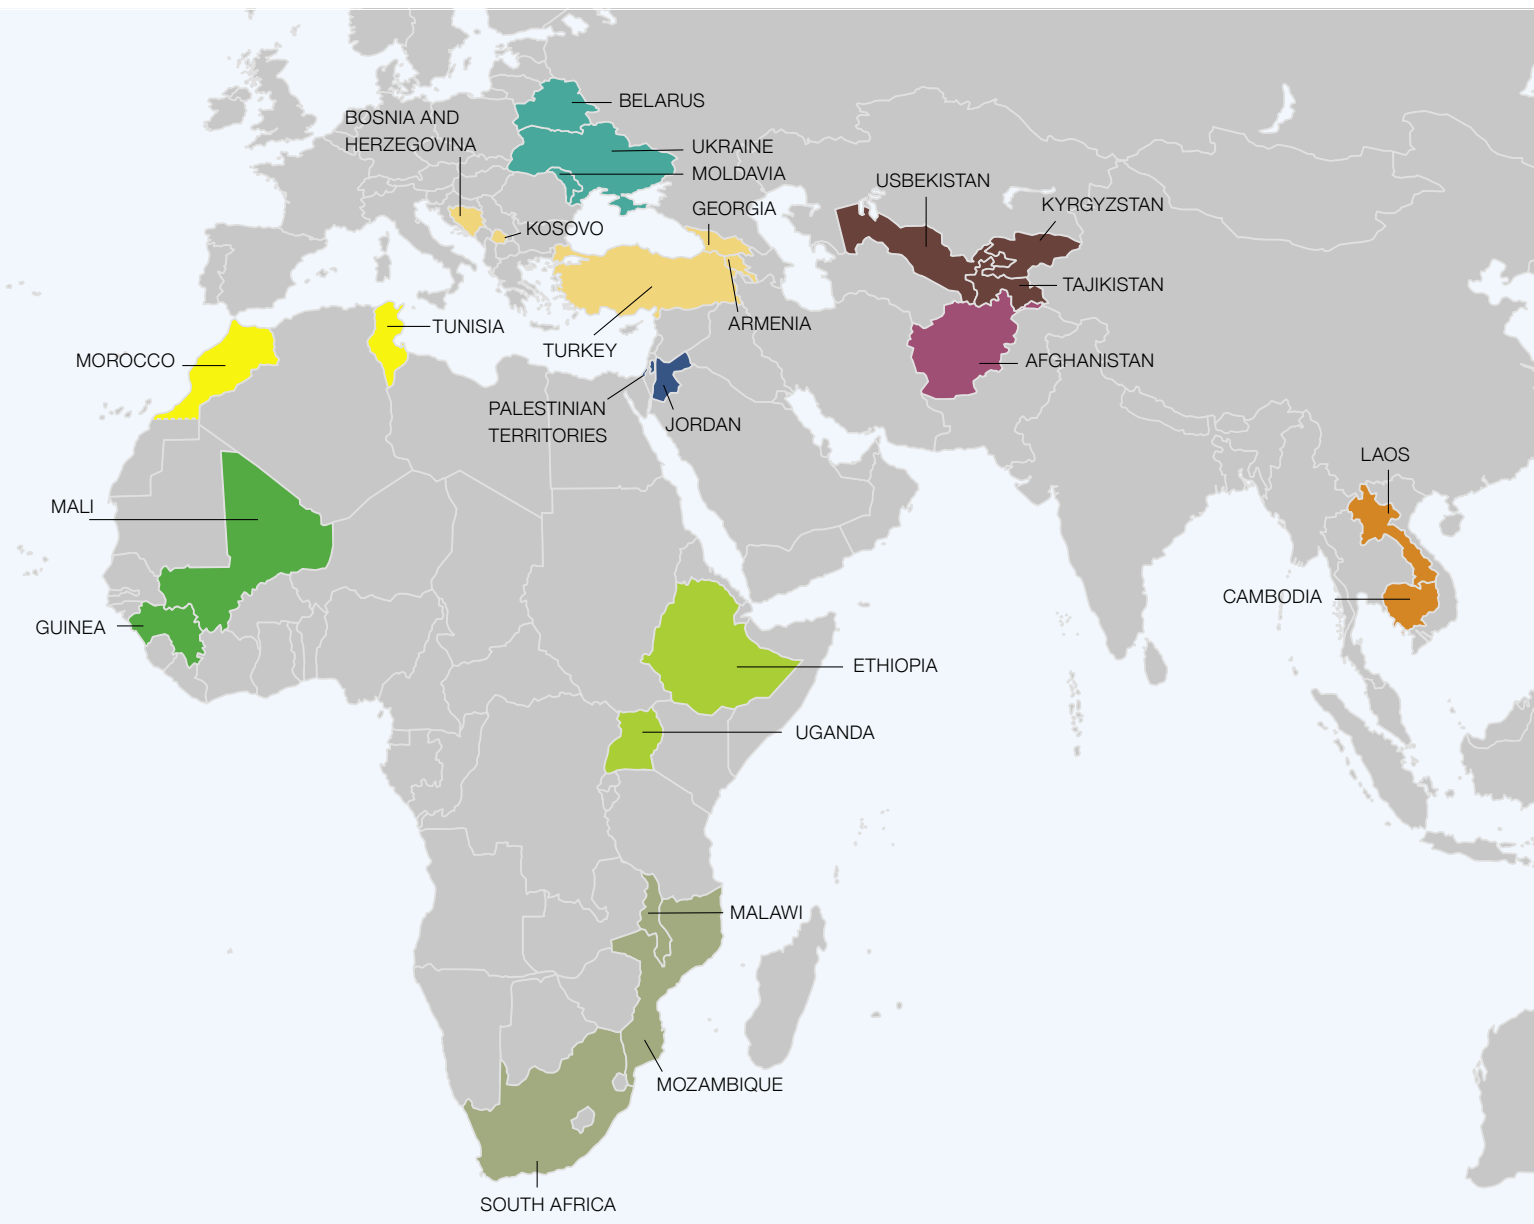 BELARUS
BOSNIA AND
HERZEGOVINA
UKRAINE
MOLDAVIA
USBEKISTAN
KYRGYZSTAN
GEORGIA
KOSOVO
TAJIKISTAN
ARMENIA
TUNISIA
TURKEY
MOROCCO
AFGHANISTAN
PALESTINIAN
TERRITORIES
JORDAN
LAOS
MALI
CAMBODIA
GUINEA
ETHIOPIA
UGANDA
MALAWI
MOZAMBIQUE
SOUTH AFRICA